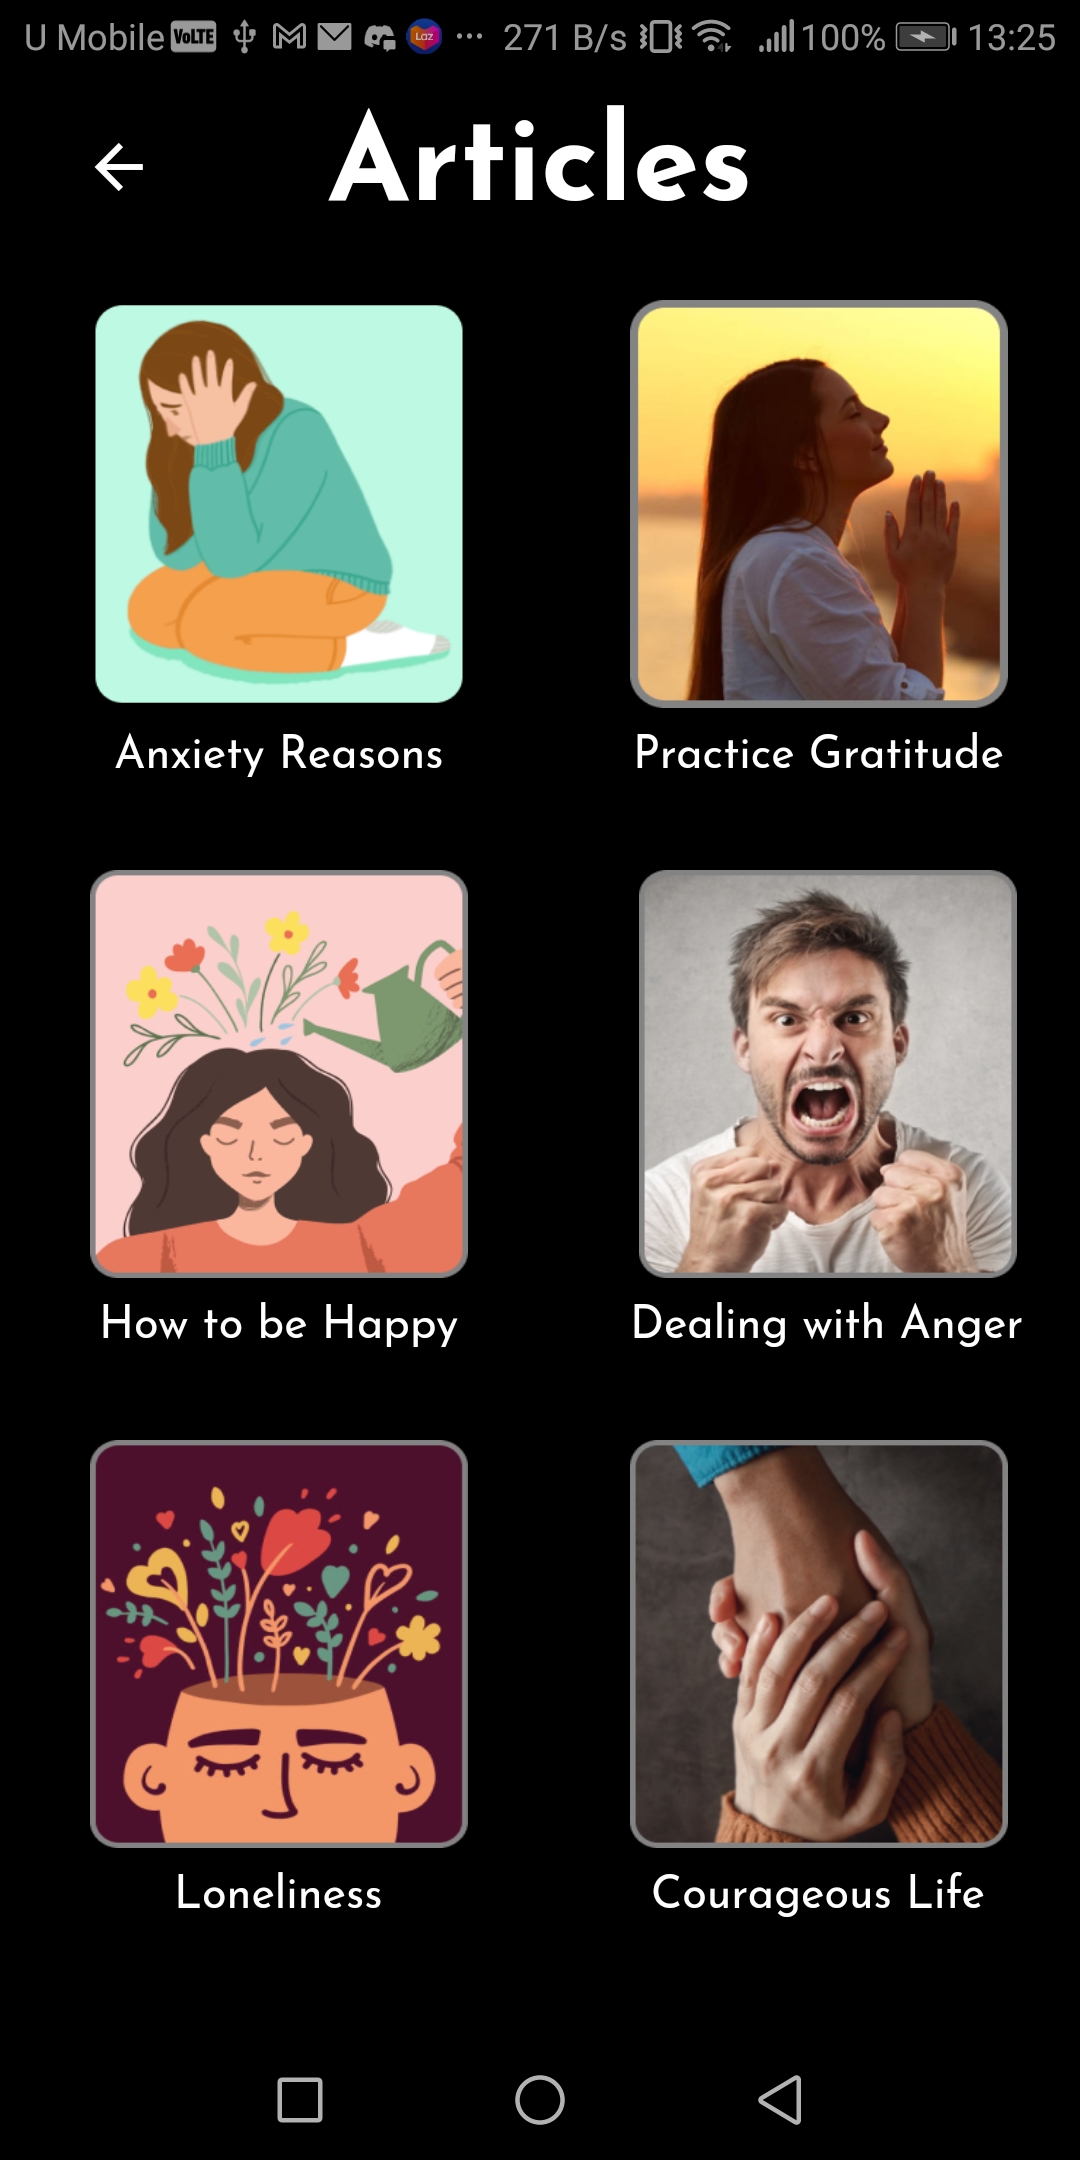 U Mobile VoLTE Laz ... 271 B/s 100% 13:25
Articles
Anxiety Reasons
Practice Gratitude
How to be Happy
Dealing with Anger
Loneliness
Courageous Life